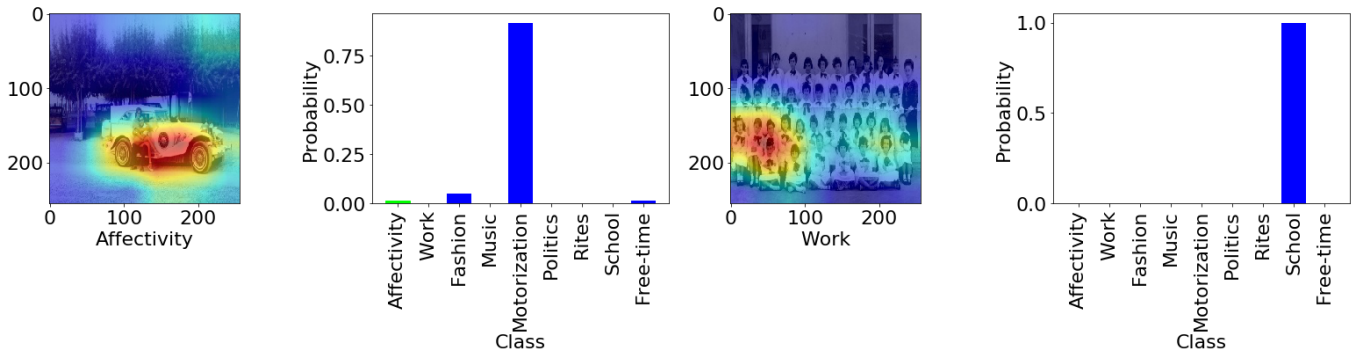 0
100
200
0 100 200
Affectivity
Probability
0.75
0.50
0.25
0.00
Affectivity
Work
Fashion
Music
Motorization
Politics
Rites
School
Free-time
Class
0
100
200
0 100 200
Work
Probability
1.0
0.5
0.0
Affectivity
Work
Fashion
Music
Motorization
Politics
Rites
School
Free-time
Class